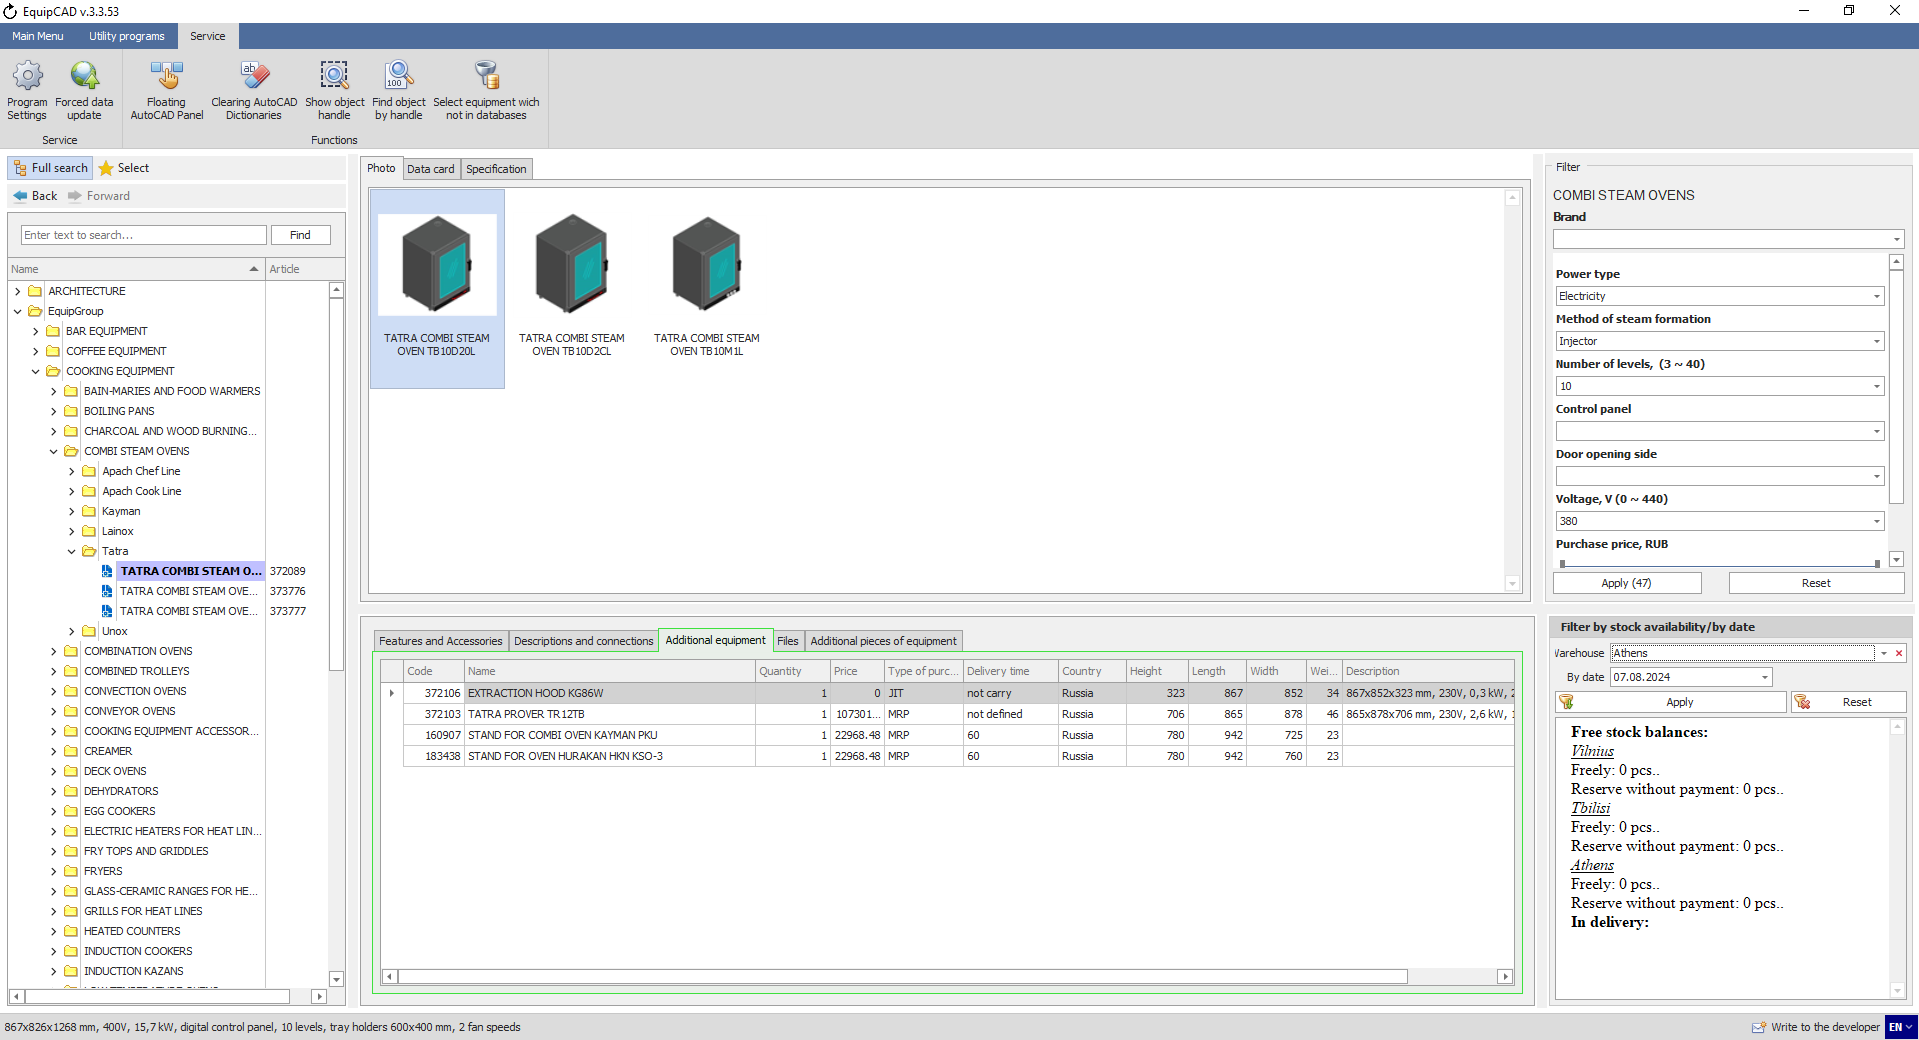 EquipCAD v.3.3.53
Main Menu
Utility programs
Service
Program Settings
Forced data update
Floating AutoCAD Panel
Clearing AutoCAD Dictionaries
Show object handle
Find object by handle
Select equipment wich not in databases
Service
Functions
Full search
Select
Back
Forward
Enter text to search...
Find
Name
Article
ARCHITECTURE
EquipGroup
BAR EQUIPMENT
COFFEE EQUIPMENT
COOKING EQUIPMENT
BAIN-MARIES AND FOOD WARMERS
BOILING PANS
CHARCOAL AND WOOD BURNING...
COMBI STEAM OVENS
Apach Chef Line
Apach Cook Line
Kayman
Lainox
Tatra
TATRA COMBI STEAM O... 372089
TATRA COMBI STEAM OVE... 373776
TATRA COMBI STEAM OVE... 373777
Unox
COMBINATION OVENS
COMBINED TROLLEYS
CONVECTION OVENS
CONVEYOR OVENS
COOKING EQUIPMENT ACCESSOR...
CREAMER
DECK OVENS
DEHYDRATORS
EGG COOKERS
ELECTRIC HEATERS FOR HEAT LIN...
FRY TOPS AND GRIDDLES
FRYERS
GLASS-CERAMIC RANGES FOR HE...
GRILLS FOR HEAT LINES
HEATED COUNTERS
INDUCTION COOKERS
INDUCTION KAZANS
Photo
Data card
Specification
TATRA COMBI STEAM
OVEN TB10D20L
TATRA COMBI STEAM
OVEN TB10D2CL
TATRA COMBI STEAM
OVEN TB10M1L
Features and Accessories
Descriptions and connections
Additional equipment
Files
Additional pieces of equipment
Code Name Quantity Price Type of purc... Delivery time Country Height Length Width Wei... Description
372106 EXTRACTION HOOD KG86W 1 0 JIT not carry Russia 323 867 852 34 867x852x323 mm, 230V, 0,3 kW, 2
372103 TATRA PROVER TR12TB 1 107301... MRP not defined Russia 706 865 878 46 865x878x706 mm, 230V, 2,6 kW,
160907 STAND FOR COMBI OVEN KAYMAN PKU 1 22968.48 MRP 60 Russia 780 942 725 23
183438 STAND FOR OVEN HURAKAN HKN KSO-3 1 22968.48 MRP 60 Russia 780 942 760 23
Filter
COMBI STEAM OVENS
Brand
Power type
Electricity
Method of steam formation
Injector
Number of levels, (3 ~ 40)
10
Control panel
Door opening side
Voltage, V (0 ~ 440)
380
Purchase price, RUB
Apply (47)
Reset
Filter by stock availability/by date
Varehouse Athens
By date 07.08.2024
Apply
Reset
Free stock balances:
Vilnius
Freely: 0 pcs..
Reserve without payment: 0 pcs..
Tbilisi
Freely: 0 pcs..
Reserve without payment: 0 pcs..
Athens
Freely: 0 pcs..
Reserve without payment: 0 pcs..
In delivery:
867x826x1268 mm, 400V, 15,7 kW, digital control panel, 10 levels, tray holders 600x400 mm, 2 fan speeds
Write to the developer
EN